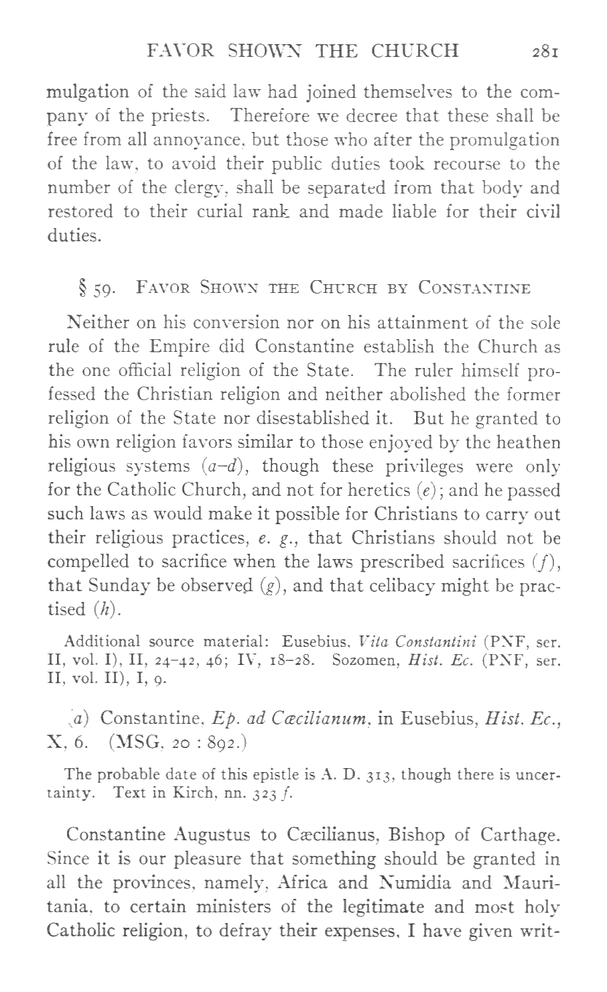 FAVOR SHOWN THE CHURCH 281
mulgation of the said law had joined themselves to the com-
pany of the priests. Therefore we decree that these shall be
free from all annoyance, but those who after the promulgation
of the law, to avoid their public duties took recourse to the
number of the clergy, shall be separated from that body and
restored to their curial rank and made liable for their civil
duties.
§ 59. Favor Shown the Church by Constantine
Neither on his conversion nor on his attainment of the sole
rule of the Empire did Constantine establish the Church as
the one official religion of the State. The ruler himself pro-
fessed the Christian religion and neither abolished the former
religion of the State nor disestablished it. But he granted to
his own religion favors similar to those enjoyed by the heathen
religious systems (a–d), though these privileges were only
for the Catholic Church, and not for heretics (e); and he passed
such laws as would make it possible for Christians to carry out
their religious practices, e. g., that Christians should not be
compelled to sacrifice when the laws prescribed sacrifices (f),
that Sunday be observed (g), and that celibacy might be prac-
tised (h).
Additional source material: Eusebius, Vita Constantini (PNF, ser.
II, vol. I), II, 24–42, 46; IV, 18–28. Sozomen, Hist. Ec. (PNF, ser.
II, vol. II), I, 9.
(a) Constantine, Ep. ad Cæcilianum, in Eusebius, Hist. Ec.,
X, 6. (MSG, 20 : 892.)
The probable date of this epistle is A. D. 313, though there is uncer-
tainty. Text in Kirch, nn. 323 f.
Constantine Augustus to Cæcilianus, Bishop of Carthage.
Since it is our pleasure that something should be granted in
all the provinces, namely, Africa and Numidia and Mauri-
tania, to certain ministers of the legitimate and most holy
Catholic religion, to defray their expenses, I have given writ-